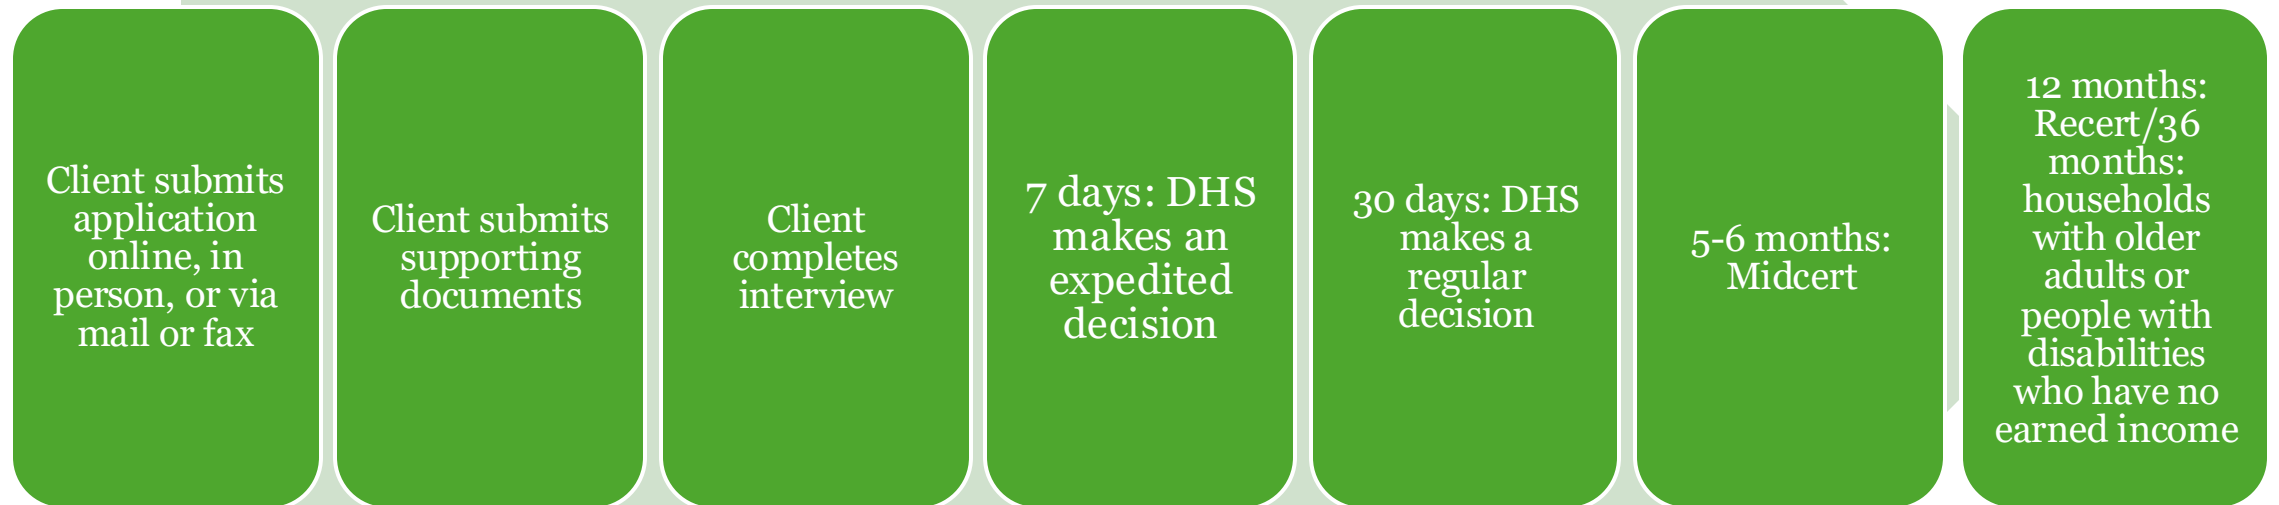 Client submits
application
online, in
person, or via
mail or fax
Client submits
supporting
documents
Client
completes
interview
7 days: DHS
makes an
expedited
decision
30 days: DHS
makes a
regular
decision
5-6 months:
Midcert
12 months:
Recert/36
months:
households
with older
adults or
people with
disabilities
who have no
earned income